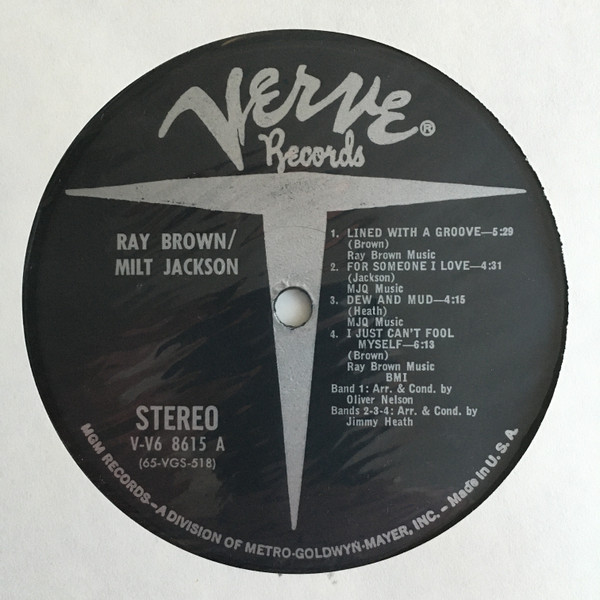 Verve®
Records
RAY BROWN/
MILT JACKSON
1. LINED WITH A GROOVE—5:29
(Brown)
Ray Brown Music
2. FOR SOMEONE I LOVE—4:31
(Jackson)
MJQ Music
3. DEW AND MUD—4:15
(Heath)
MJQ Music
4. I JUST CAN'T FOOL
MYSELF—6:13
(Brown)
Ray Brown Music
BMI
Band 1: Arr. & Cond. by
Oliver Nelson
Bands 2-3-4: Arr. & Cond. by
Jimmy Heath
STEREO
V-V6 8615 A
(65-VGS-518)
MGM RECORDS—A DIVISION OF METRO-GOLDWYN-MAYER, INC. – Made in U. S. A.